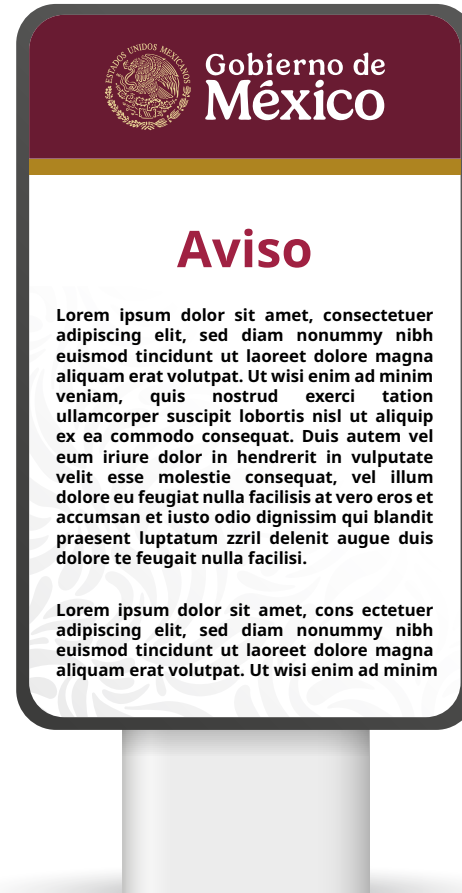 ESTADOS UNIDOS MEXICANOS
Gobierno de
México
Aviso
Lorem ipsum dolor sit amet, consectetuer
adipiscing elit, sed diam nonummy nibh
euismod tincidunt ut laoreet dolore magna
aliquam erat volutpat. Ut wisi enim ad minim
veniam, quis nostrud exerci tation
ullamcorper suscipit lobortis nisl ut aliquip
ex ea commodo consequat. Duis autem vel
eum iriure dolor in hendrerit in vulputate
velit esse molestie consequat, vel illum
dolore eu feugiat nulla facilisis at vero eros et
accumsan et iusto odio dignissim qui blandit
praesent luptatum zzril delenit augue duis
dolore te feugait nulla facilisi.
Lorem ipsum dolor sit amet, cons ectetuer
adipiscing elit, sed diam nonummy nibh
euismod tincidunt ut laoreet dolore magna
aliquam erat volutpat. Ut wisi enim ad minim